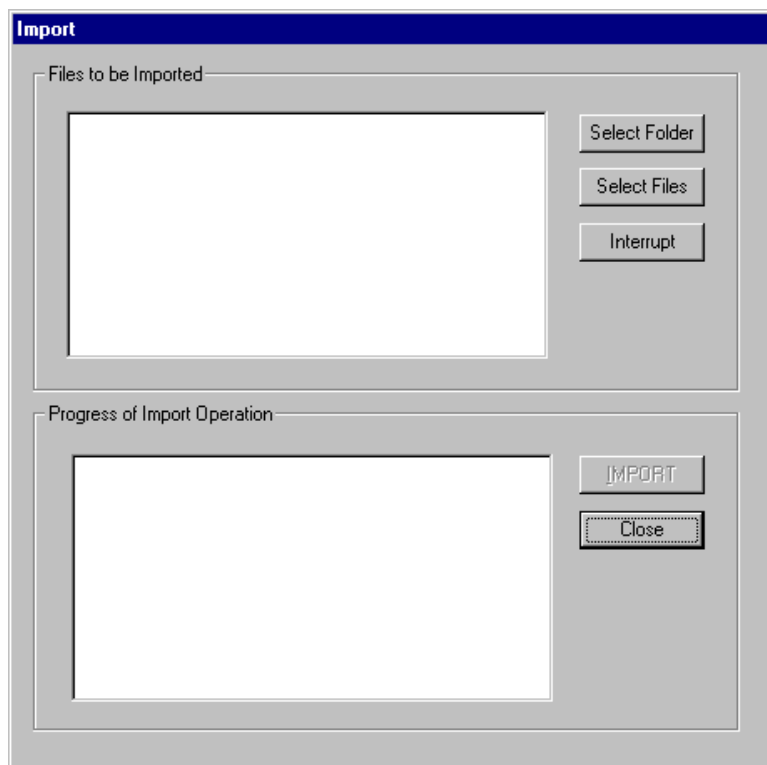 Import
Files to be Imported
Select Folder
Select Files
Interrupt
Progress of Import Operation
IMPORT
Close